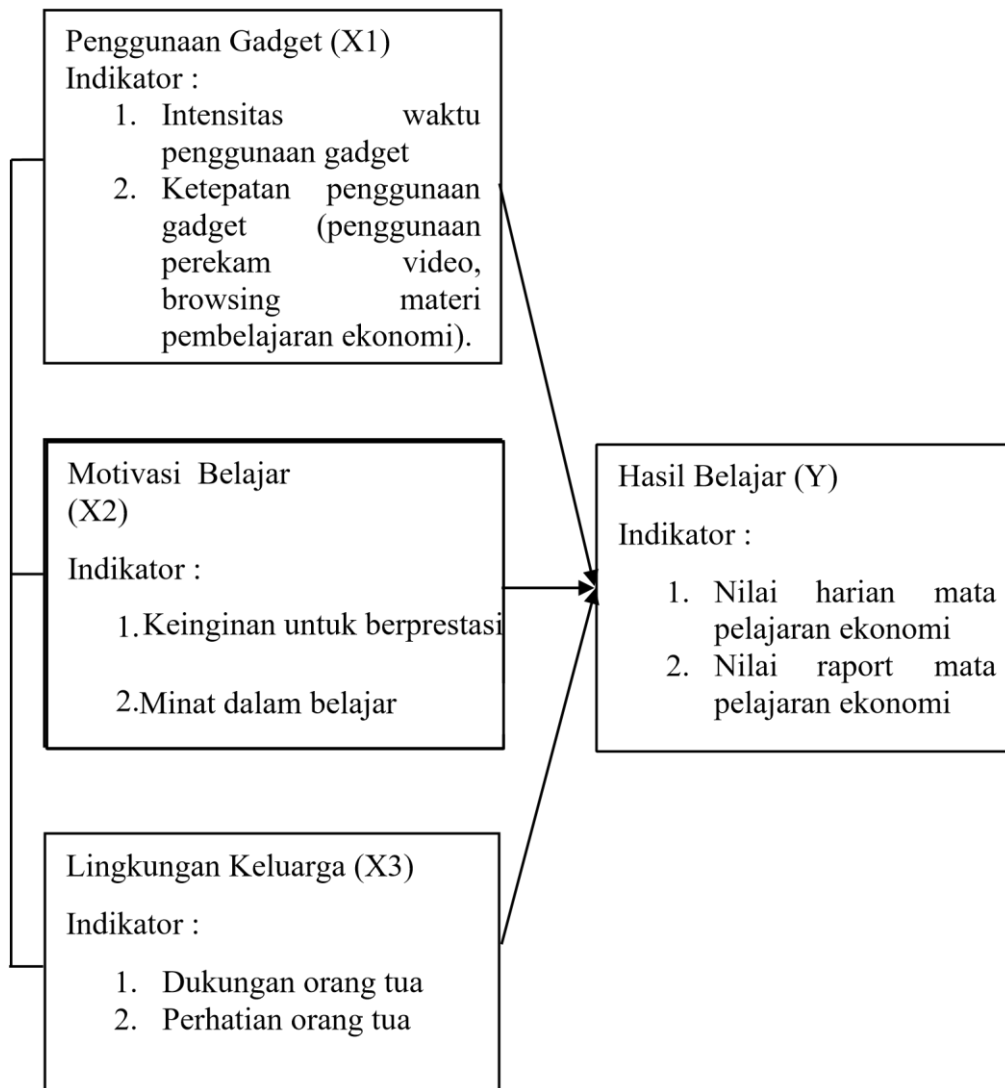 Penggunaan Gadget (X1)
Indikator :
1. Intensitas waktu
penggunaan gadget
2. Ketepatan penggunaan
gadget (penggunaan
perekam video,
browsing materi
pembelajaran ekonomi).
Motivasi Belajar
(X2)
Indikator :
1. Keinginan untuk berprestasi
2. Minat dalam belajar
Lingkungan Keluarga (X3)
Indikator :
1. Dukungan orang tua
2. Perhatian orang tua
Hasil Belajar (Y)
Indikator :
1. Nilai harian mata
pelajaran ekonomi
2. Nilai raport mata
pelajaran ekonomi